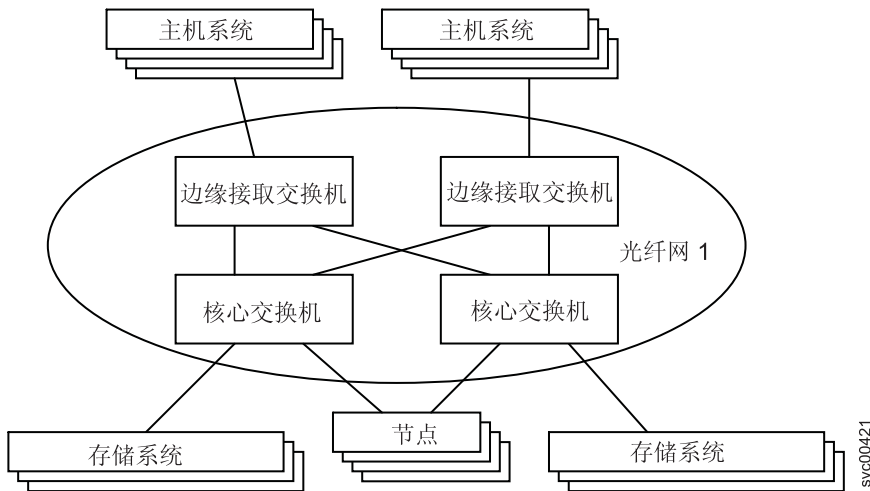 主机系统
主机系统
边缘接取交换机
边缘接取交换机
光纤网 1
核心交换机
核心交换机
节点
存储系统
存储系统
svc00421